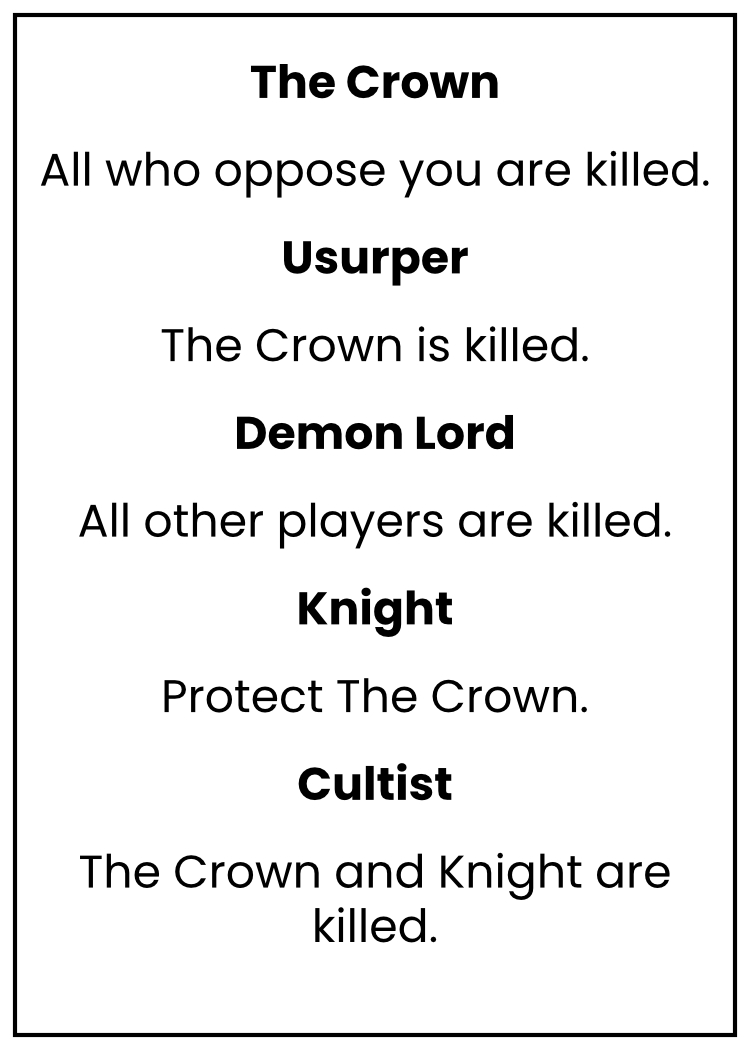 The Crown
All who oppose you are killed.
Usurper
The Crown is killed.
Demon Lord
All other players are killed.
Knight
Protect The Crown.
Cultist
The Crown and Knight are
killed.